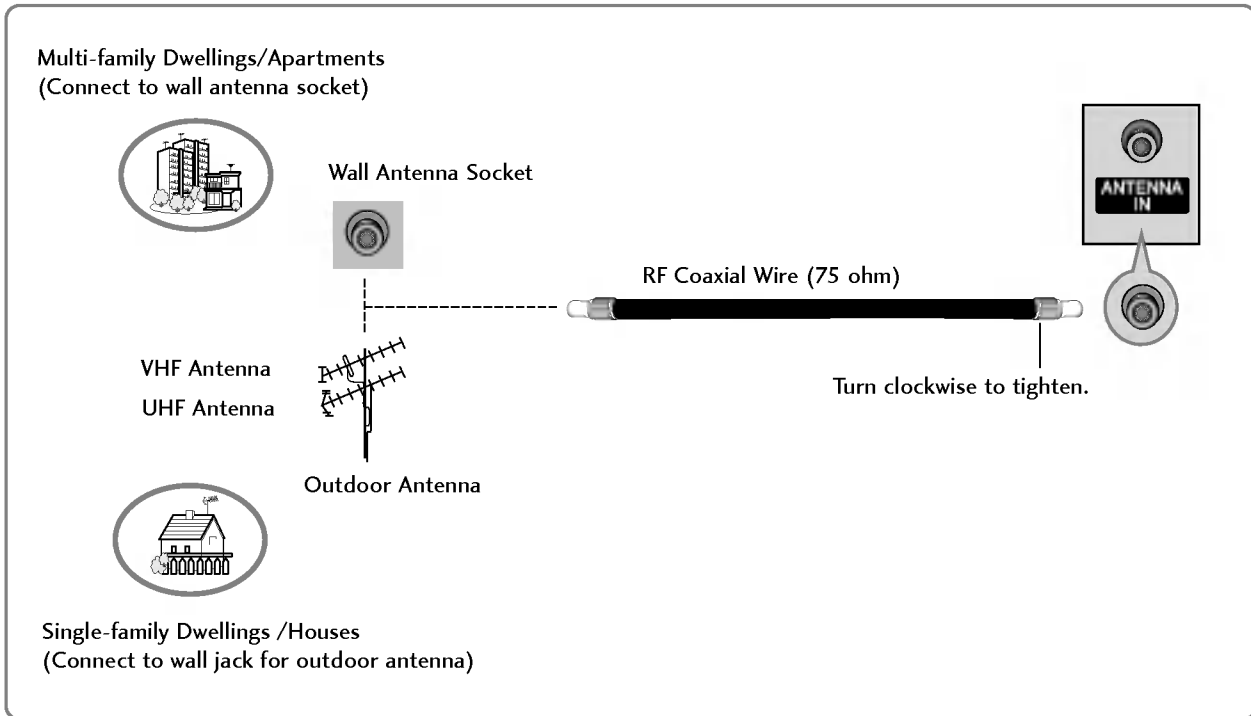 Multi-family Dwellings/Apartments
(Connect to wall antenna socket)
Wall Antenna Socket
ANTENNA
IN
RF Coaxial Wire (75 ohm)
VHF Antenna
UHF Antenna
Turn clockwise to tighten.
Outdoor Antenna
Single-family Dwellings /Houses
(Connect to wall jack for outdoor antenna)